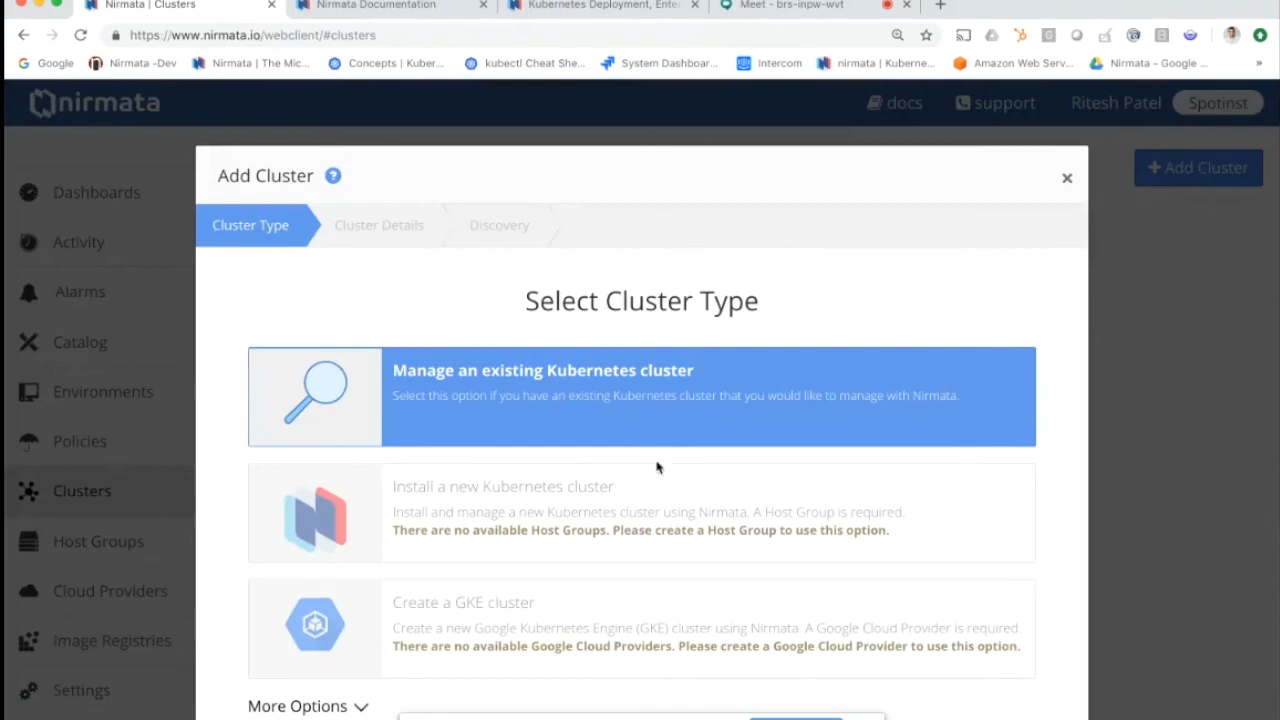 Nirmata | Clusters
Nirmata Documentation
Kubernetes Deployment, Enter
Meet - brs-inpw-wvt
https://www.nirmata.io/webclient/#clusters
Google
Nirmata -Dev
Nirmata | The Mic...
Concepts | Kuber...
kubectl Cheat She...
System Dashboar...
Intercom
nirmata | Kuberne...
Amazon Web Serv...
Nirmata - Google ...
»
nirmata
docs
support
Ritesh Patel
Spotinst
Add Cluster ?
+ Add Cluster
Cluster Type
Cluster Details
Discovery
Dashboards
Activity
Alarms
Catalog
Environments
Policies
Clusters
Host Groups
Cloud Providers
Image Registries
Settings
Select Cluster Type
Manage an existing Kubernetes cluster
Select this option if you have an existing Kubernetes cluster that you would like to manage with Nirmata.
Install a new Kubernetes cluster
Install and manage a new Kubernetes cluster using Nirmata. A Host Group is required.
There are no available Host Groups. Please create a Host Group to use this option.
Create a GKE cluster
Create a new Google Kubernetes Engine (GKE) cluster using Nirmata. A Google Cloud Provider is required.
There are no available Google Cloud Providers. Please create a Google Cloud Provider to use this option.
More Options